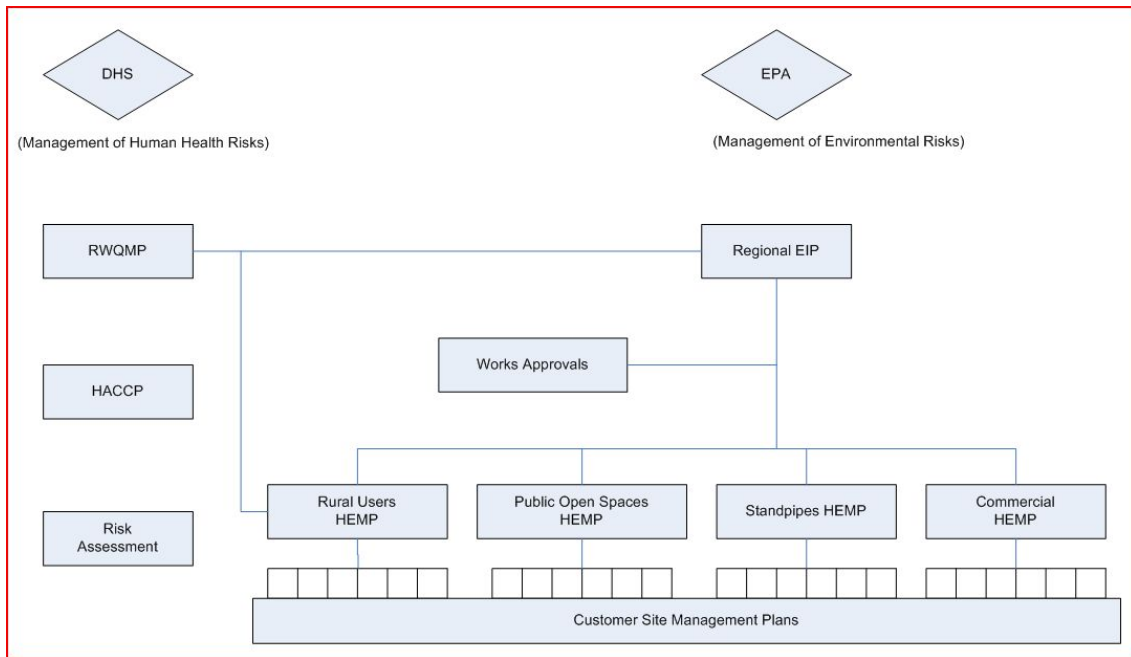 DHS
EPA
(Management of Human Health Risks)
(Management of Environmental Risks)
RWQMP
Regional EIP
Works Approvals
HACCP
Rural Users
HEMP
Public Open Spaces
HEMP
Standpipes HEMP
Commercial
HEMP
Risk
Assessment
Customer Site Management Plans